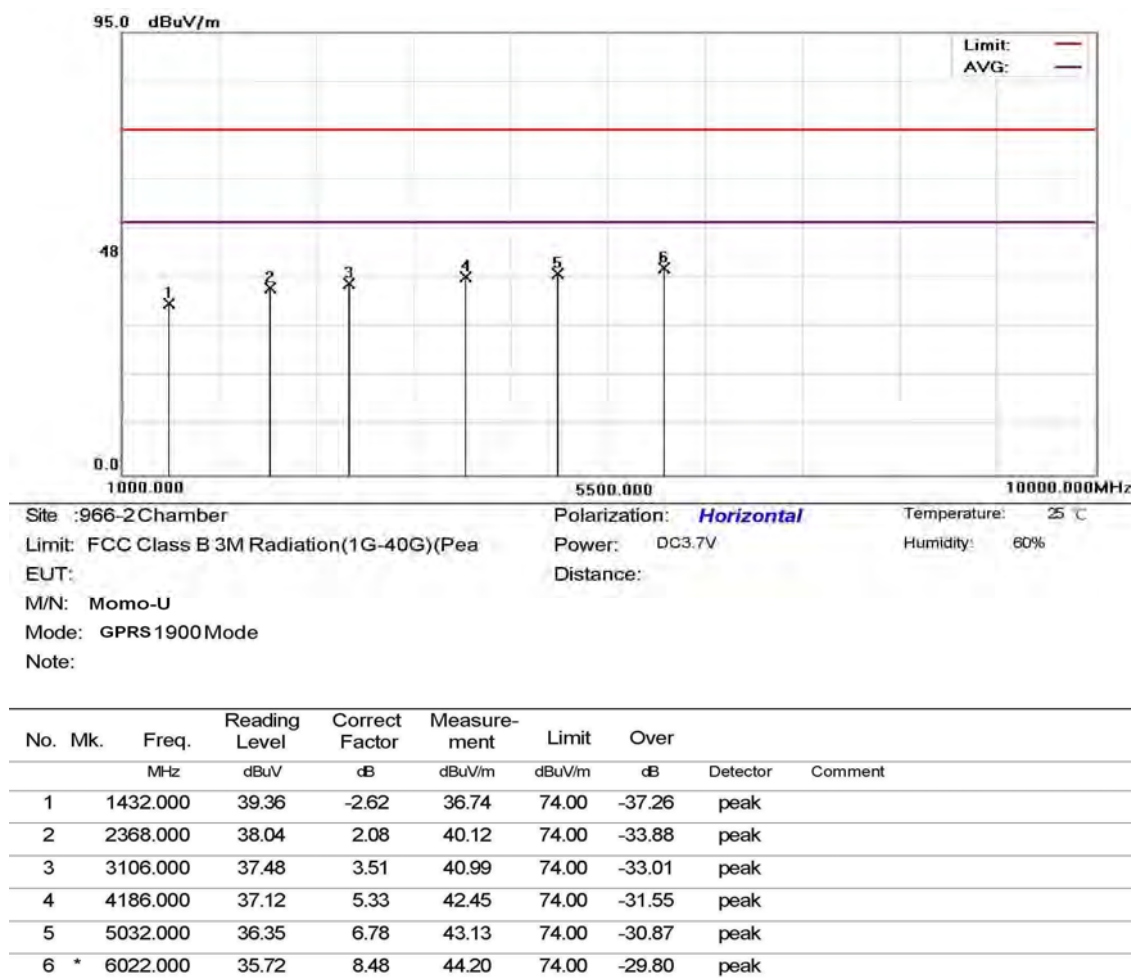 95.0 dBuV/m
Limit:
AVG:
48
1
2
3
4
5
6
0.0
1000.000 5500.000 10000.000MHz
Site :966-2Chamber Polarization: Horizontal Temperature: 25 ℃
Limit: FCC Class B 3M Radiation(1G-40G)(Pea Power: DC3.7V Humidity: 60%
EUT: Distance:
M/N: Momo-U
Mode: GPRS1900Mode
Note:
No. Mk. Freq. Reading Level Correct Factor Measure-ment Limit Over
MHz dBuV dB dBuV/m dBuV/m dB Detector Comment
1 1432.000 39.36 -2.62 36.74 74.00 -37.26 peak
2 2368.000 38.04 2.08 40.12 74.00 -33.88 peak
3 3106.000 37.48 3.51 40.99 74.00 -33.01 peak
4 4186.000 37.12 5.33 42.45 74.00 -31.55 peak
5 5032.000 36.35 6.78 43.13 74.00 -30.87 peak
6 * 6022.000 35.72 8.48 44.20 74.00 -29.80 peak